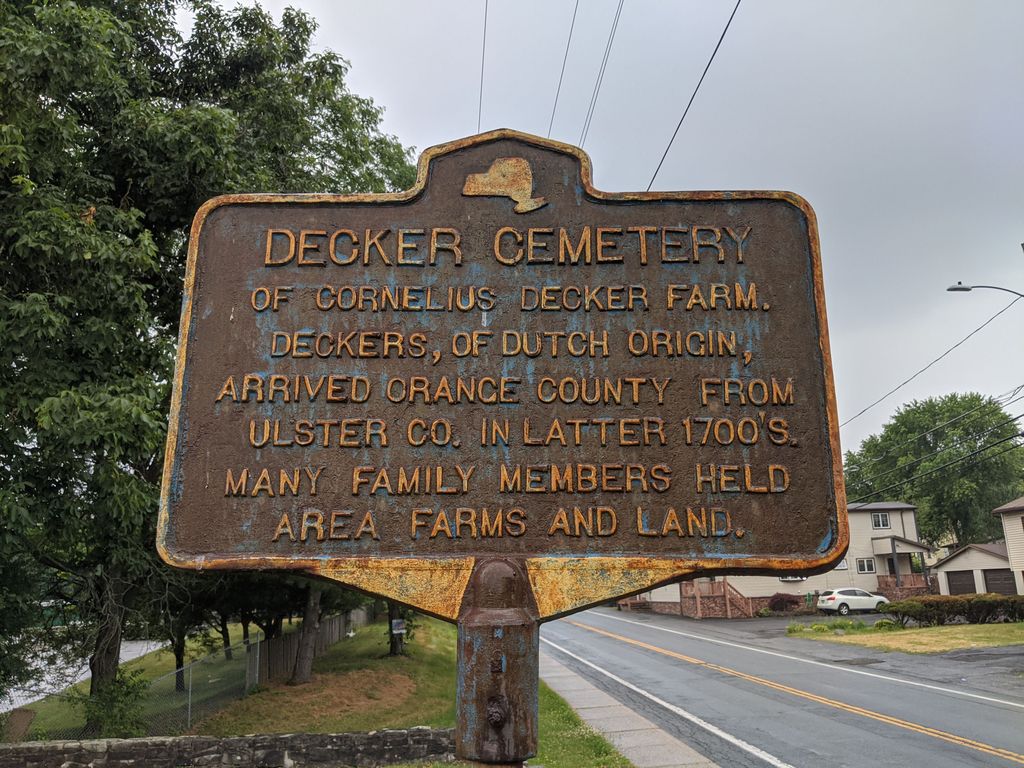 DECKER CEMETERY
OF CORNELIUS DECKER FARM.
DECKERS, OF DUTCH ORIGIN,
ARRIVED ORANGE COUNTY FROM
ULSTER CO. IN LATTER 1700'S.
MANY FAMILY MEMBERS HELD
AREA FARMS AND LAND.